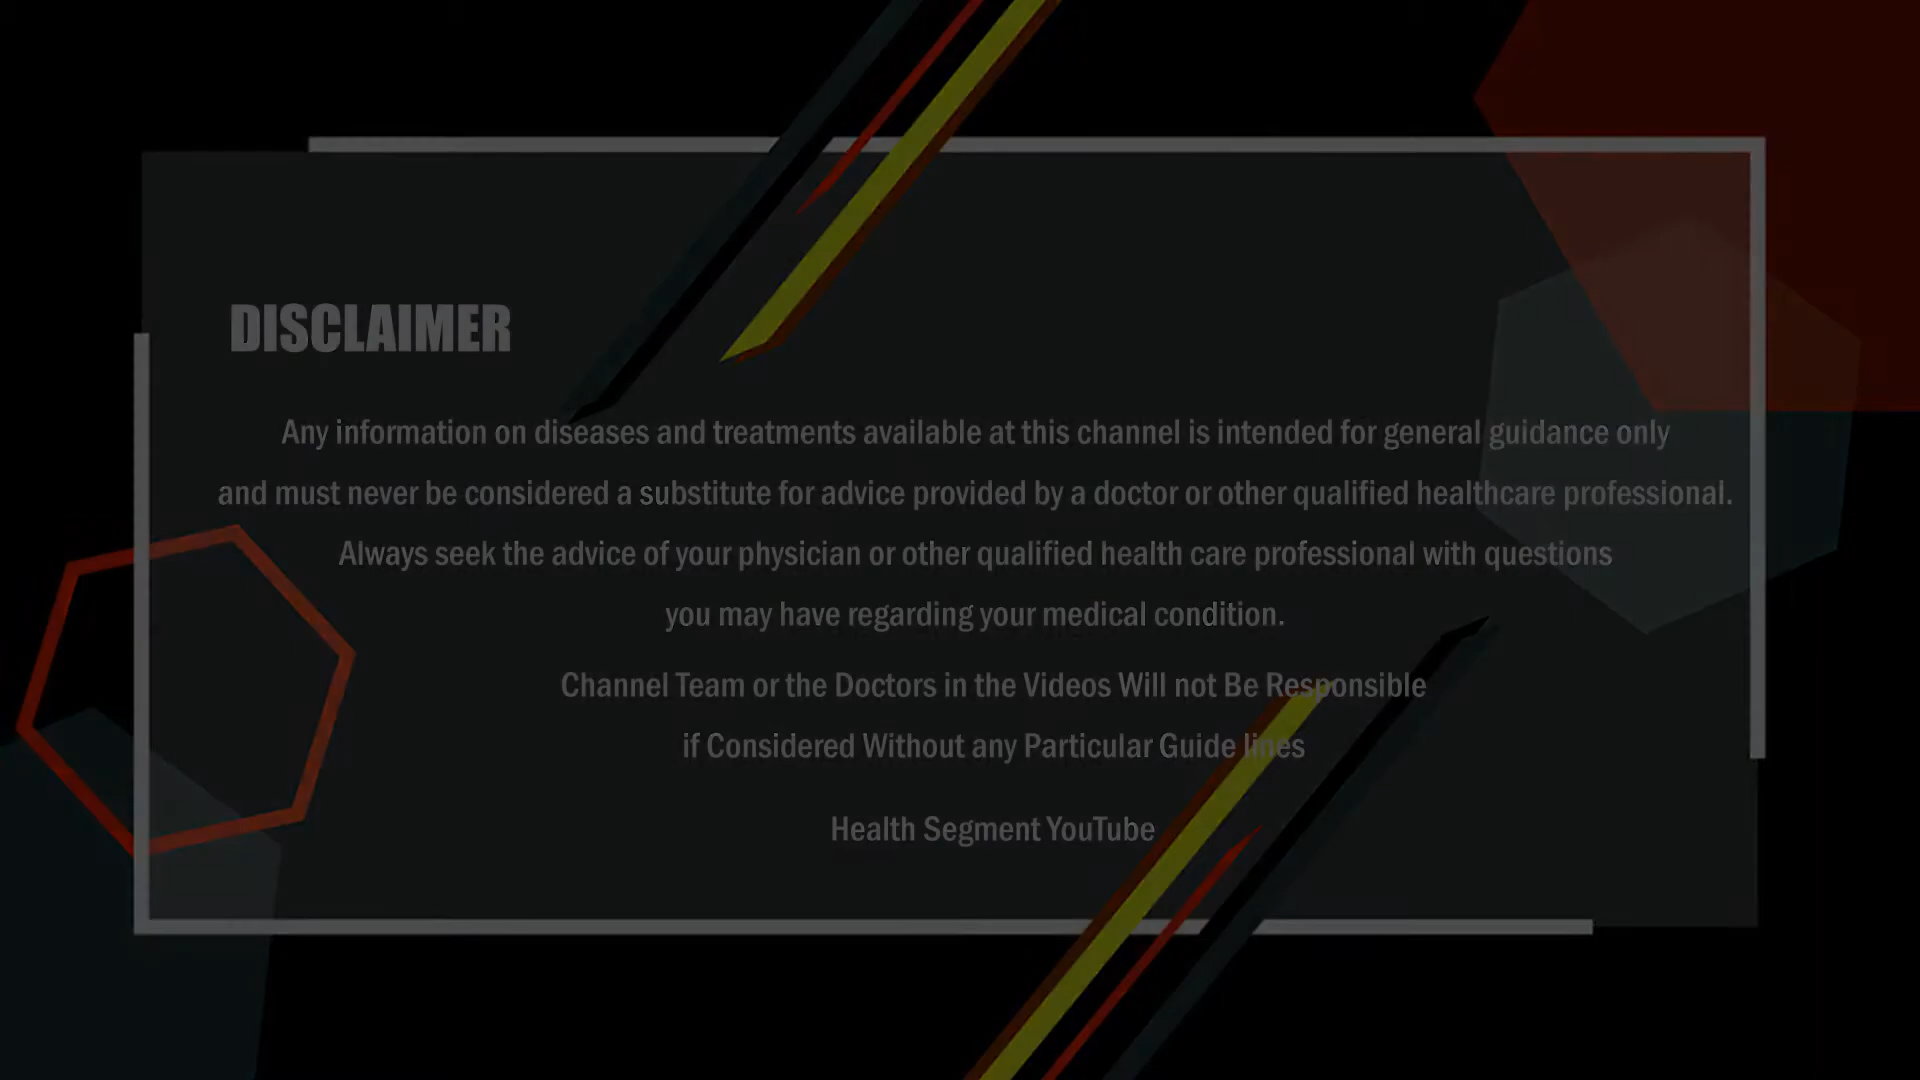 DISCLAIMER
Any information on diseases and treatments available at this channel is intended for general guidance only
and must never be considered a substitute for advice provided by a doctor or other qualified healthcare professional.
Always seek the advice of your physician or other qualified health care professional with questions
you may have regarding your medical condition.
Channel Team or the Doctors in the Videos Will not Be Responsible
if Considered Without any Particular Guide lines
Health Segment YouTube